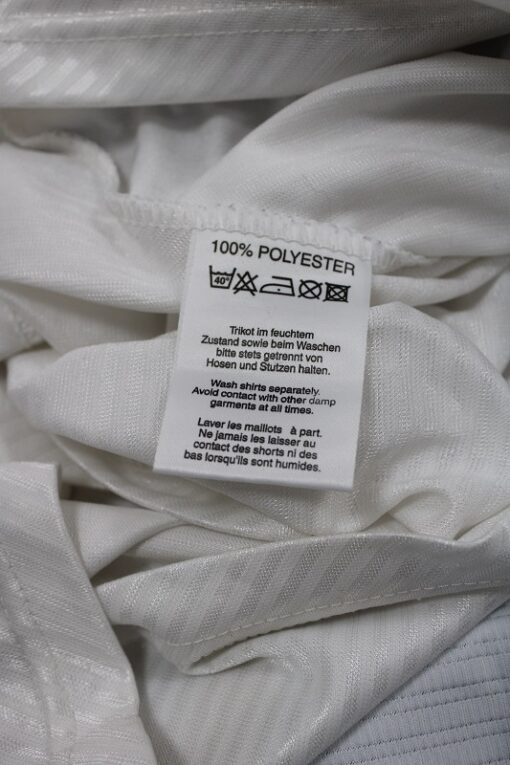 100% POLYESTER
40°
Trikot im feuchtem
Zustand sowie beim Waschen
bitte stets getrennt von
Hosen und Stutzen halten.
Wash shirts separately.
Avoid contact with other damp
garments at all times.
Laver les maillots à part.
Ne jamais les laisser au
contact des shorts ni des
bas lorsqu'ils sont humides.